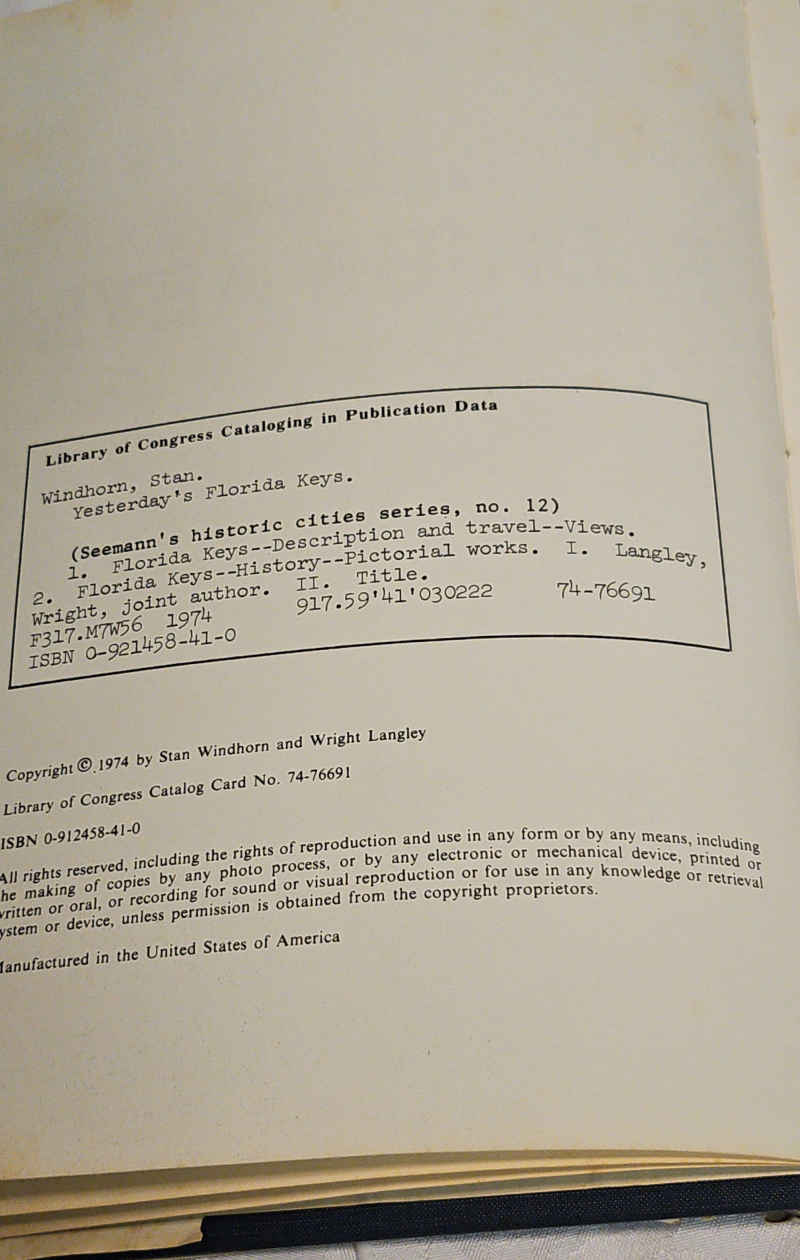 Library of Congress Cataloging in Publication Data
Windhorn, Stan.
Yesterday's Florida Keys.
(Seemann's historic cities series, no. 12)
1. Florida Keys--Description and travel--Views.
2. Florida Keys--History--Pictorial works. I. Langley,
Wright, joint author. II. Title.
F317.M7W56 1974 917.59'41'030222 74-76691
ISBN 0-921458-41-0
Copyright © 1974 by Stan Windhorn and Wright Langley
Library of Congress Catalog Card No. 74-76691
ISBN 0-912458-41-0
All rights reserved, including the rights of reproduction and use in any form or by any means, including
he making of copies by any photo process, or by any electronic or mechanical device, printed or
written or oral, or recording for sound or visual reproduction or for use in any knowledge or retrieval
ystem or device, unless permission is obtained from the copyright proprietors.
Manufactured in the United States of America